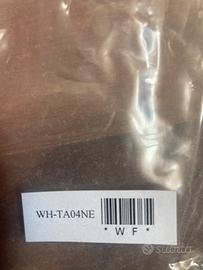 WH-TA04NE
* W F *
subito